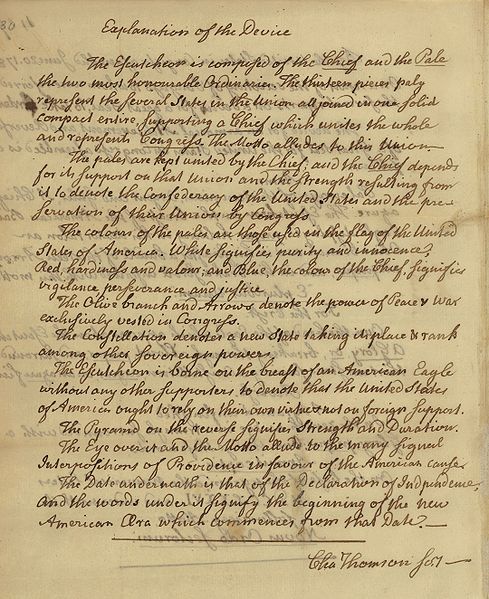 Explanation of the Device
The Escutcheon is composed of the Chief and the Pale
the two most honourable Ordinaries. The thirteen pieces paly
represent the several States in the Union all joined in one solid
compact entire, supporting a Chief which unites the whole
and represents Congress. The Motto alludes to this Union.
The pales are kept united by the Chief, and the Chief depends
for its support on that Union and the strength resulting from
it to denote the Confederacy of the United States and the pre-
servation of their Union by Congress
The colours of the pales are those used in the flag of the United
States of America. White signifies purity and innocence,
Red, hardiness and valour; and Blue, the colour of the Chief, signifies
vigilance perseverance and justice.
The Olive branch and Arrows denote the power of Peace & War
exclusively vested in Congress.
The Constellation denotes a new State taking its place & rank
among other sovereign powers.
The Escutcheon is borne on the breast of an American Eagle
without any other supporters, to denote that the United States
of America ought to rely on their own virtue, not on foreign support.
The Pyramid on the reverse signifies Strength and Duration.
The Eye over it and the Motto allude to the many signal
Interpositions of Providence in favour of the American cause.
The Date underneath is that of the Declaration of Independence,
and the words under it signify the beginning of the new
American Æra which commences from that Date.
Cha Thomson Secy